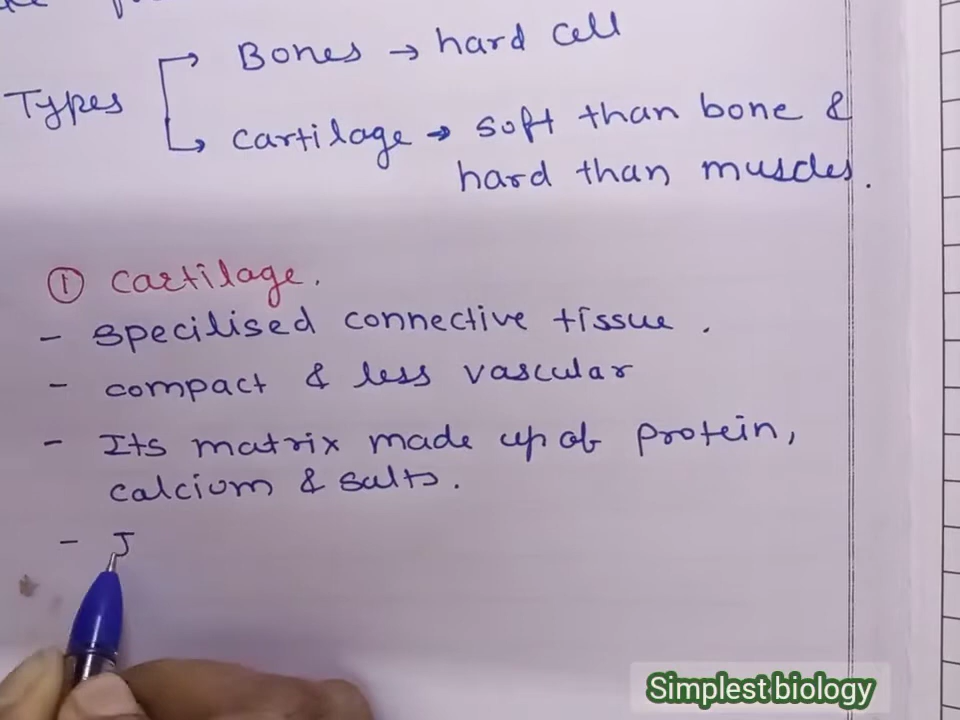 Bones → hard cell
Types
cartilage → soft than bone &
hard than muscles.
① cartilage.
- specilised connective tissue.
- compact & less vascular
- Its matrix made up of protein,
calcium & salts.
- I
Simplest biology